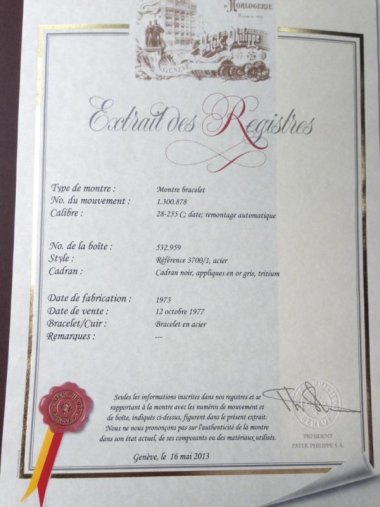 HORLOGERIE
GENÈVE
PATEK PHILIPPE
Extrait des Registres
Type de montre : Montre bracelet
No. du mouvement : 1.300.878
Calibre : 28-255 C; date; remontage automatique
No. de la boîte : 532.959
Style : Référence 3700/1, acier
Cadran : Cadran noir, appliques en or gris, tritium
Date de fabrication : 1973
Date de vente : 12 octobre 1977
Bracelet/Cuir : Bracelet en acier
Remarques : ---
Seules les informations inscrites dans nos registres et se
rapportant à la montre avec les numéros de mouvement et
de boîte, indiqués ci-dessus, figurent dans le présent extrait.
Nous ne nous prononçons pas sur l'authenticité de la montre
dans son état actuel, de ses composants ou des matériaux utilisés.
Genève, le 16 mai 2013
PRÉSIDENT
PATEK PHILIPPE S.A.